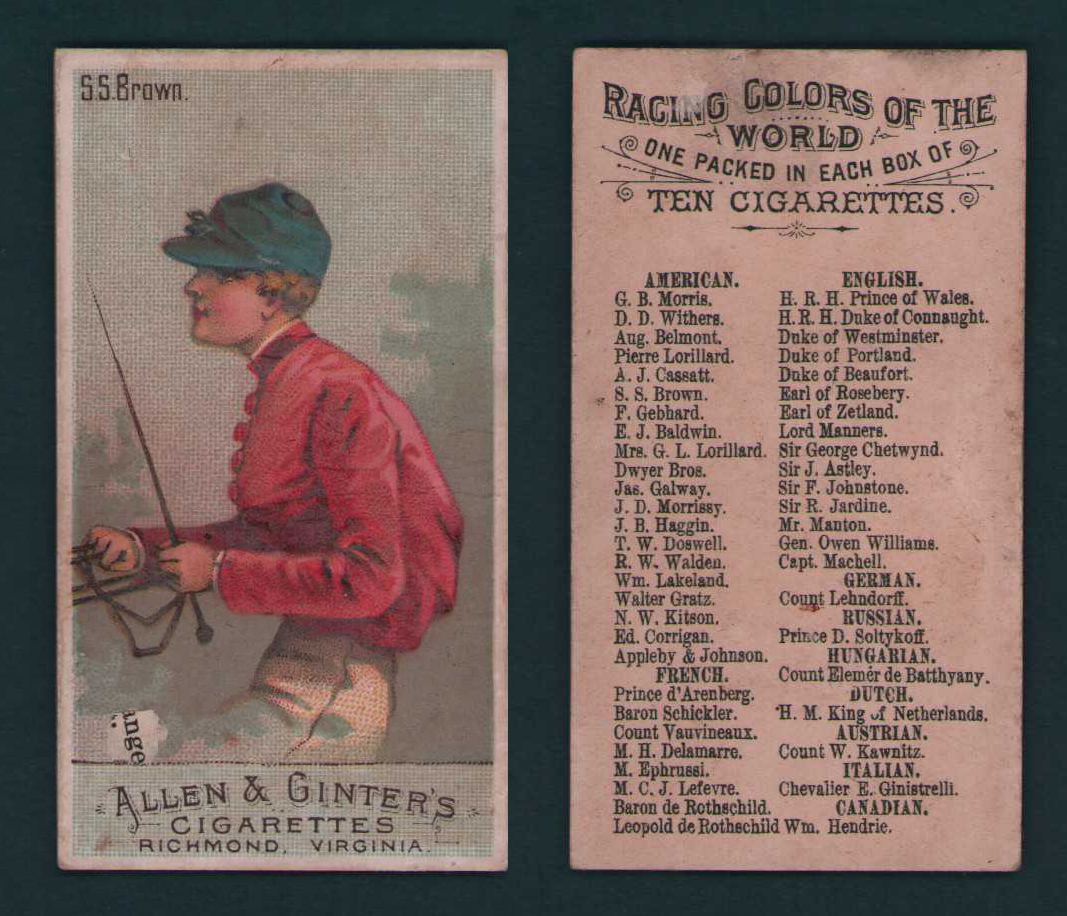 S.S.Brown.
ange
ALLEN & GINTER'S
CIGARETTES
RICHMOND, VIRGINIA.
RACING COLORS OF THE
WORLD
ONE PACKED IN EACH BOX OF
TEN CIGARETTES.
AMERICAN.
G. B. Morris.
D. D. Withers.
Aug. Belmont.
Pierre Lorillard.
A. J. Cassatt.
S. S. Brown.
F. Gebhard.
E. J. Baldwin.
Mrs. G. L. Lorillard.
Dwyer Bros.
Jas. Galway.
J. D. Morrissy.
J. B. Haggin.
T. W. Doswell.
R. W. Walden.
Wm. Lakeland.
Walter Gratz.
N. W. Kitson.
Ed. Corrigan.
Appleby & Johnson.
FRENCH.
Prince d'Arenberg.
Baron Schickler.
Count Vauvineaux.
M. H. Delamarre.
M. Ephrussi.
M. C. J. Lefevre.
Baron de Rothschild.
Leopold de Rothschild
ENGLISH.
H. R. H. Prince of Wales.
H. R. H. Duke of Connaught.
Duke of Westminster.
Duke of Portland.
Duke of Beaufort.
Earl of Rosebery.
Earl of Zetland.
Lord Manners.
Sir George Chetwynd.
Sir J. Astley.
Sir F. Johnstone.
Sir R. Jardine.
Mr. Manton.
Gen. Owen Williams.
Capt. Machell.
GERMAN.
Count Lehndorff.
RUSSIAN.
Prince D. Soltykoff.
HUNGARIAN.
Count Elemér de Batthyany.
DUTCH.
H. M. King of Netherlands.
AUSTRIAN.
Count W. Kawnitz.
ITALIAN.
Chevalier E. Ginistrelli.
CANADIAN.
Wm. Hendrie.